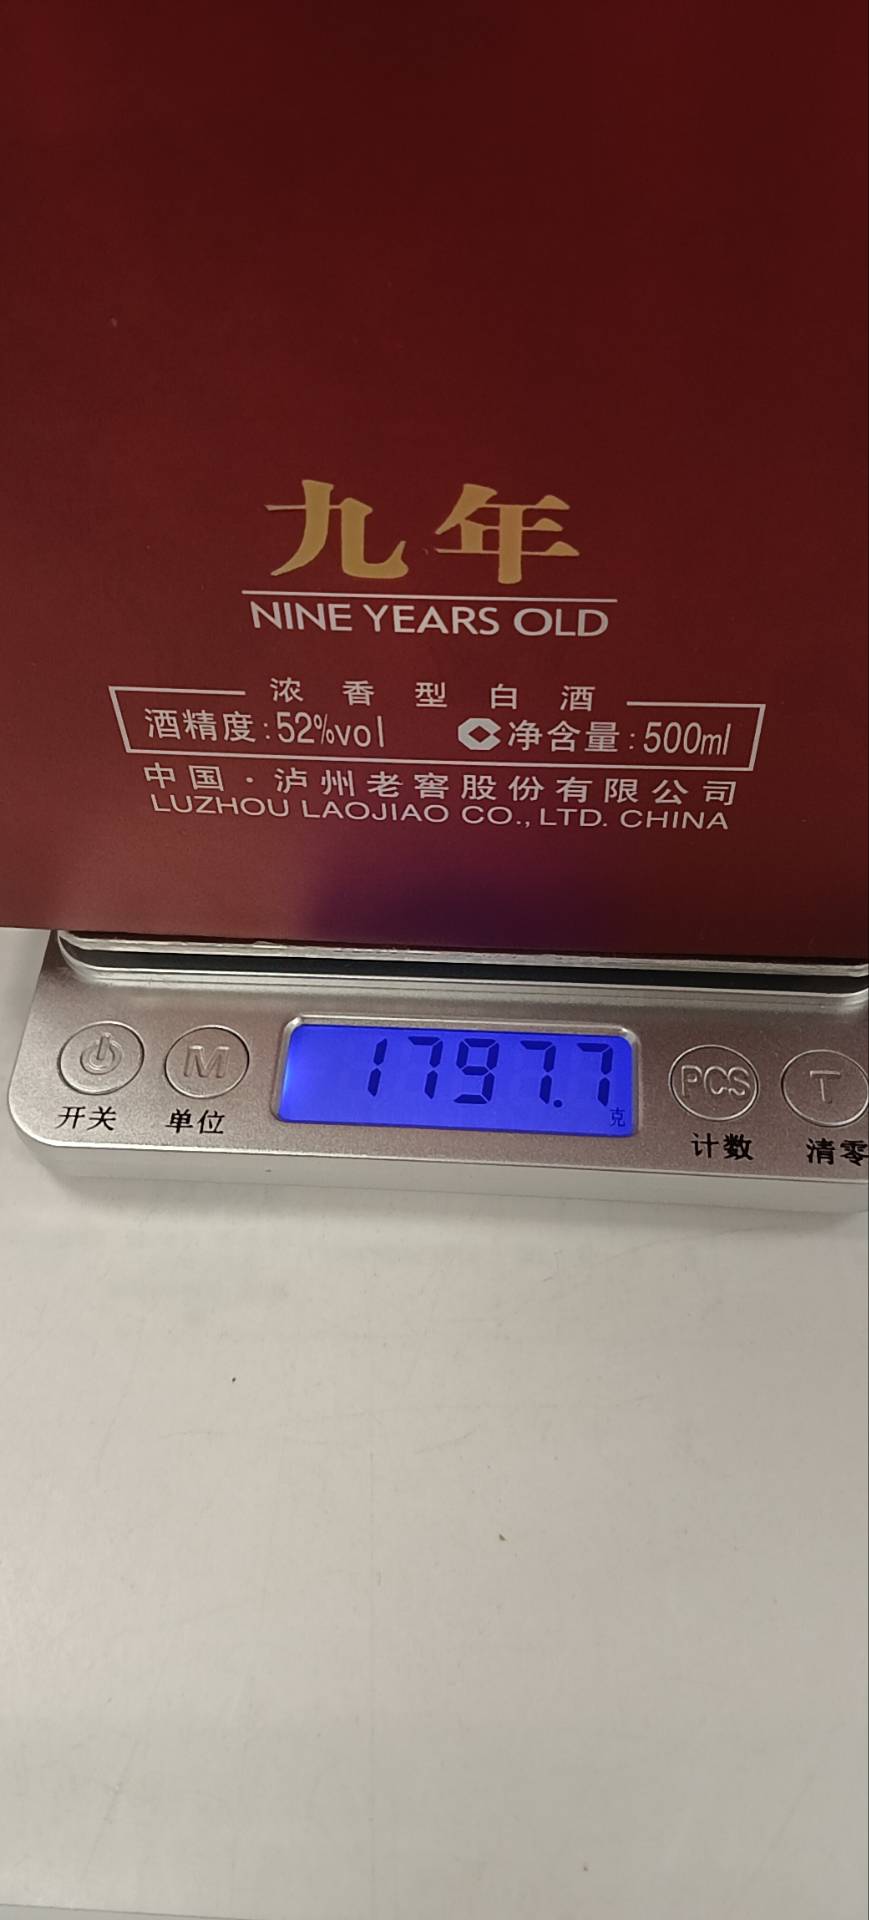 九年
NINE YEARS OLD
浓香型白酒
酒精度:52%vol 净含量:500ml
中国·泸州老窖股份有限公司
LUZHOU LAOJIAO CO.,LTD. CHINA
M 1797.7 PCS T
克
开关 单位 计数 清零